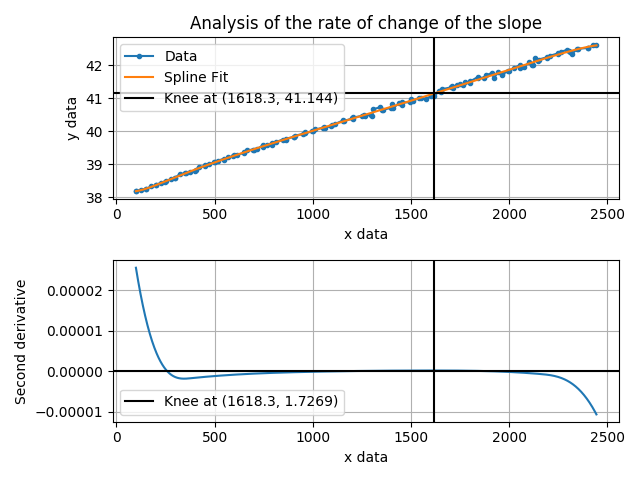 Analysis of the rate of change of the slope
42
41
40
39
38
y data
Data
Spline Fit
Knee at (1618.3, 41.144)
0
500
1000
1500
2000
2500
x data
0.00002
0.00001
0.00000
−0.00001
Second derivative
Knee at (1618.3, 1.7269)
0
500
1000
1500
2000
2500
x data